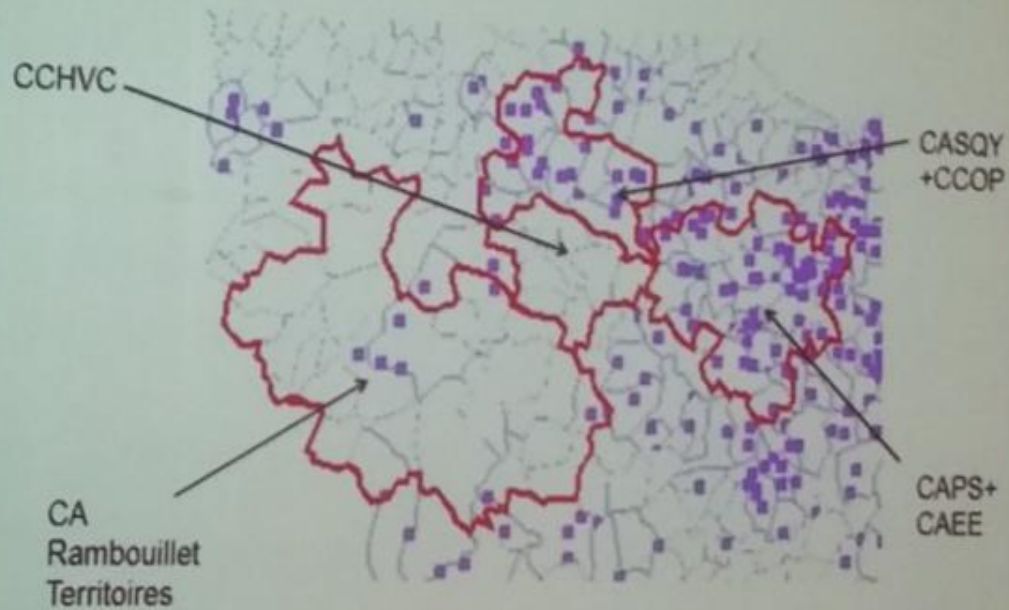 CCHVC
CASQY
+CCOP
CAPS+
CAEE
CA
Rambouillet
Territoires